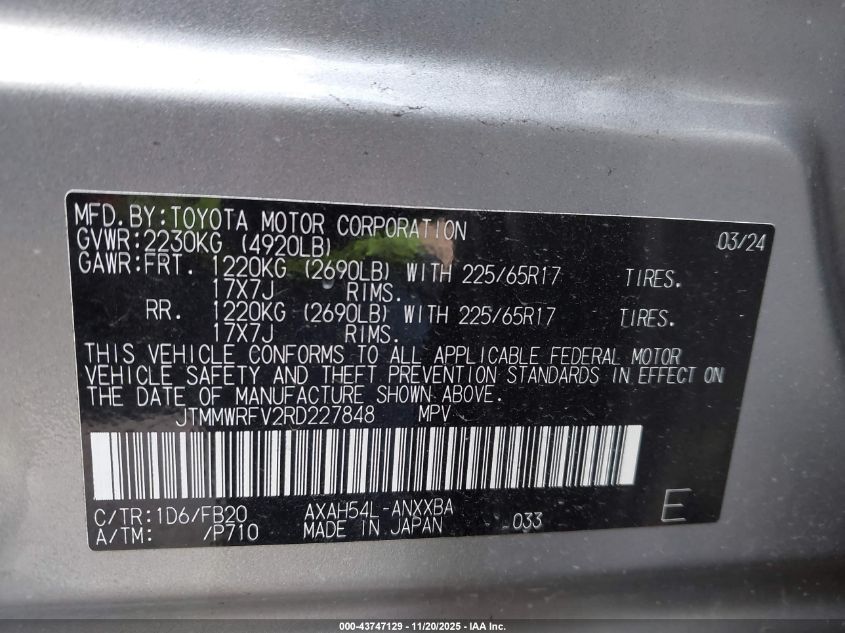 MFD.BY:TOYOTA MOTOR CORPORATION 03/24
GVWR:2230KG (4920LB)
GAWR:FRT. 1220KG (2690LB) WITH 225/65R17 TIRES.
17X7J RIMS.
RR. 1220KG (2690LB) WITH 225/65R17 TIRES.
17X7J RIMS.
THIS VEHICLE CONFORMS TO ALL APPLICABLE FEDERAL MOTOR
VEHICLE SAFETY AND THEFT PREVENTION STANDARDS IN EFFECT ON
THE DATE OF MANUFACTURE SHOWN ABOVE.
JTMMWRFV2RD227848 MPV
C/TR:1D6/FB20 AXAH54L-ANXXBA
A/TM: /P710 MADE IN JAPAN 033 E
000-43747129 - 11/20/2025 - IAA Inc.